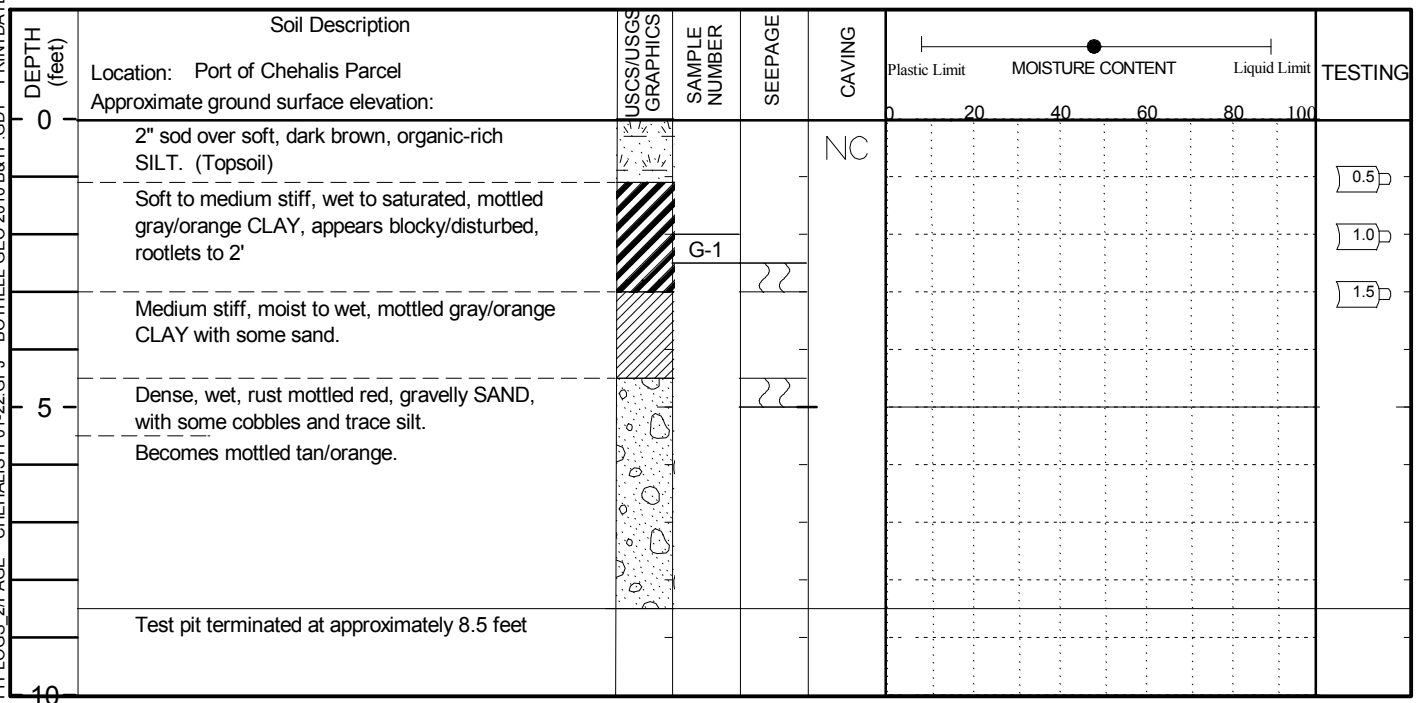 DEPTH
(feet)
Soil Description
Location: Port of Chehalis Parcel
Approximate ground surface elevation:
USCS/USGS
GRAPHICS
SAMPLE
NUMBER
SEEPAGE
CAVING
Plastic Limit MOISTURE CONTENT Liquid Limit
TESTING
0 20 40 60 80 100
0
2" sod over soft, dark brown, organic-rich
SILT. (Topsoil)
NC
0.5
Soft to medium stiff, wet to saturated, mottled
gray/orange CLAY, appears blocky/disturbed,
rootlets to 2'
G-1
1.0
1.5
Medium stiff, moist to wet, mottled gray/orange
CLAY with some sand.
5
Dense, wet, rust mottled red, gravelly SAND,
with some cobbles and trace silt.
Becomes mottled tan/orange.
Test pit terminated at approximately 8.5 feet
10